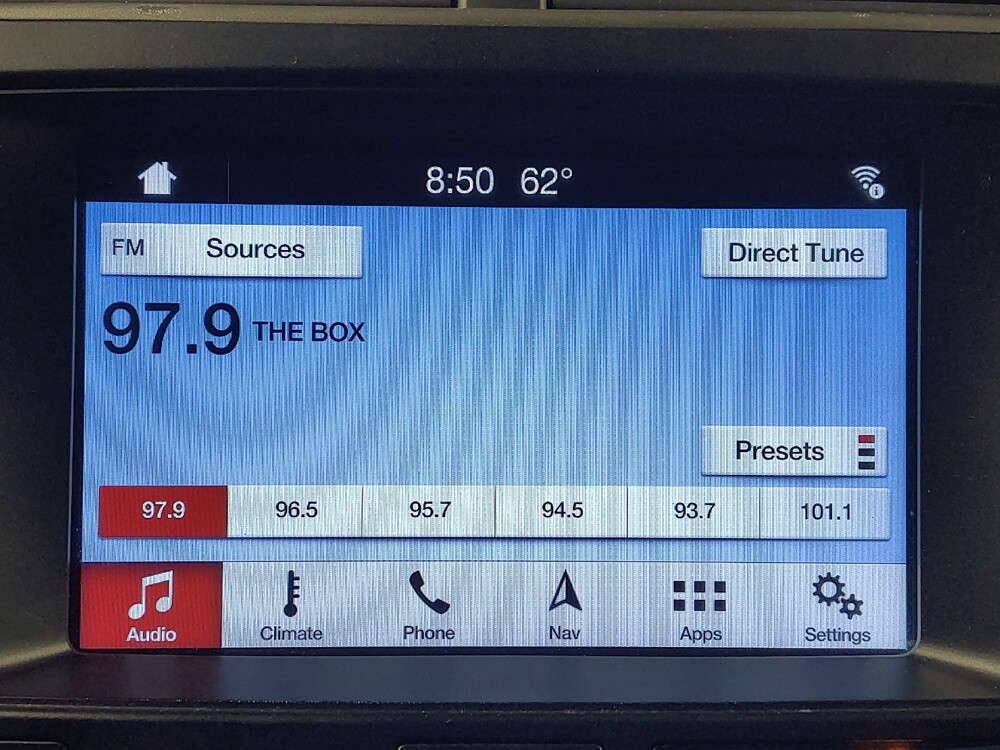 8:50 62°
FM Sources Direct Tune
97.9 THE BOX
Presets
97.9 96.5 95.7 94.5 93.7 101.1
Audio Climate Phone Nav Apps Settings